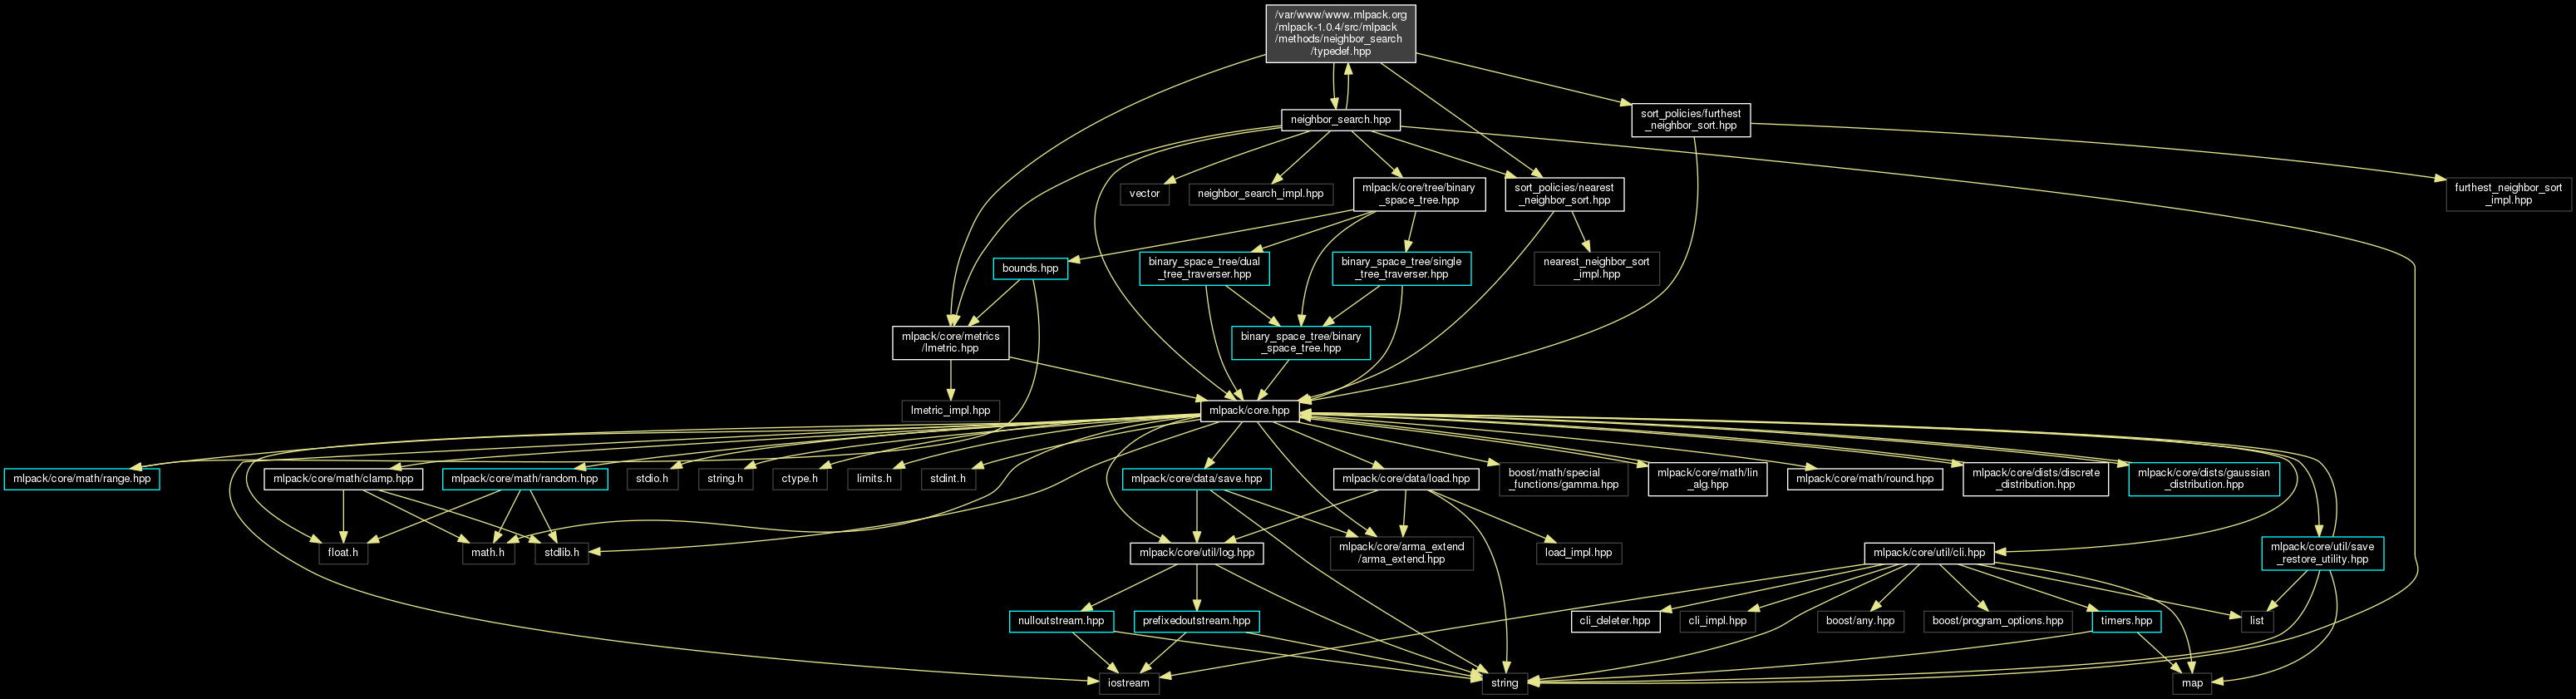 /var/www/www.mlpack.org
/mlpack-1.0.4/src/mlpack
/methods/neighbor_search
/typedef.hpp
neighbor_search.hpp
sort_policies/furthest
_neighbor_sort.hpp
vector
neighbor_search_impl.hpp
mlpack/core/tree/binary
_space_tree.hpp
sort_policies/nearest
_neighbor_sort.hpp
furthest_neighbor_sort
_impl.hpp
bounds.hpp
binary_space_tree/dual
_tree_traverser.hpp
binary_space_tree/single
_tree_traverser.hpp
nearest_neighbor_sort
_impl.hpp
mlpack/core/metrics
/lmetric.hpp
binary_space_tree/binary
_space_tree.hpp
lmetric_impl.hpp
mlpack/core.hpp
mlpack/core/math/range.hpp
mlpack/core/math/clamp.hpp
mlpack/core/math/random.hpp
stdio.h
string.h
ctype.h
limits.h
stdint.h
mlpack/core/data/save.hpp
mlpack/core/data/load.hpp
boost/math/special
_functions/gamma.hpp
mlpack/core/math/lin
_alg.hpp
mlpack/core/math/round.hpp
mlpack/core/dists/discrete
_distribution.hpp
mlpack/core/dists/gaussian
_distribution.hpp
float.h
math.h
stdlib.h
mlpack/core/util/log.hpp
mlpack/core/arma_extend
/arma_extend.hpp
load_impl.hpp
mlpack/core/util/cli.hpp
mlpack/core/util/save
_restore_utility.hpp
nulloutstream.hpp
prefixedoutstream.hpp
cli_deleter.hpp
cli_impl.hpp
boost/any.hpp
boost/program_options.hpp
timers.hpp
list
iostream
string
map